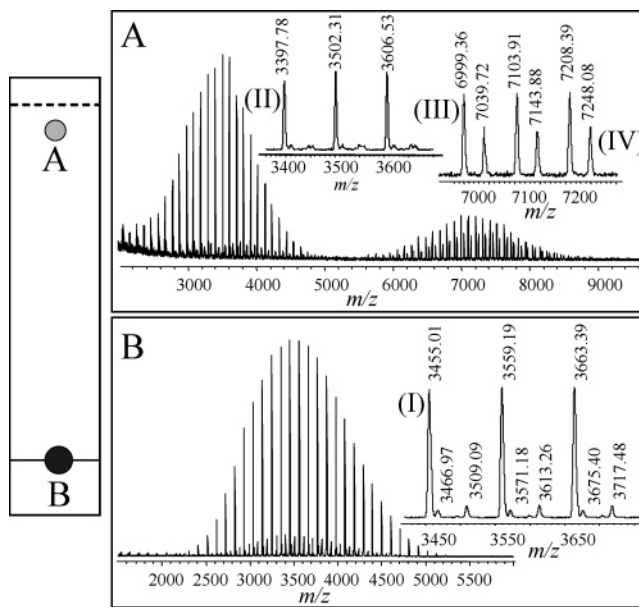 A
B
A
(II)
3397.78
3502.31
3606.53
3400 3500 3600
m/z
(III)
6999.36
7039.72
7103.91
7143.88
7208.39
7248.08
(IV)
7000 7100 7200
m/z
3000 4000 6000 7000 8000 9000
m/z
B
(I)
3455.01
3466.97
3509.09
3559.19
3571.18
3613.26
3663.39
3675.40
3717.48
3450 3550 3650
m/z
2000 2500 3000 3500 4000 4500 5000 5500
m/z